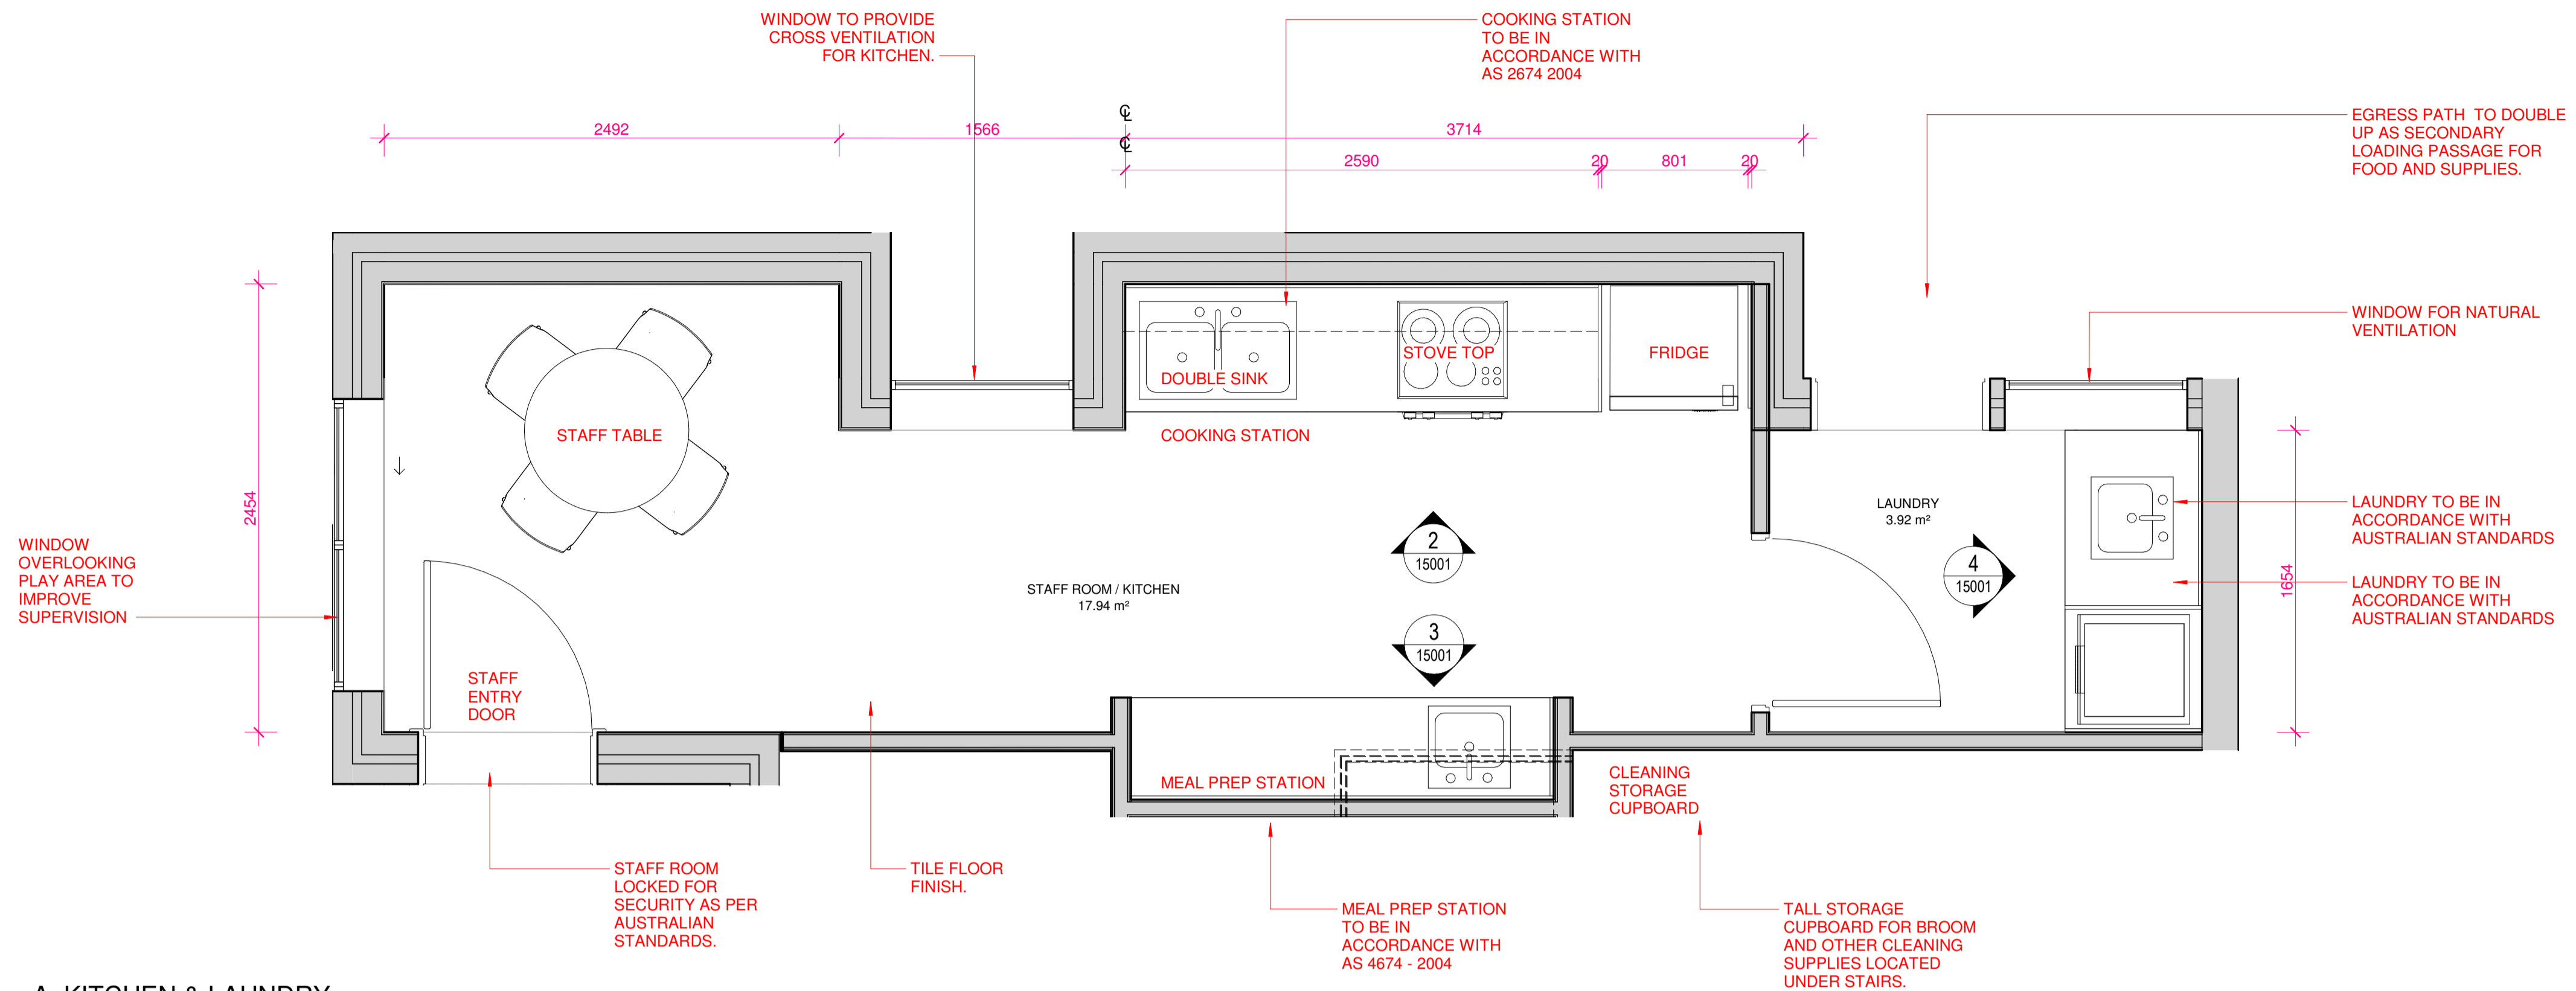 WINDOW TO PROVIDE
CROSS VENTILATION
FOR KITCHEN.
COOKING STATION
TO BE IN
ACCORDANCE WITH
AS 2674 2004
EGRESS PATH TO DOUBLE
UP AS SECONDARY
LOADING PASSAGE FOR
FOOD AND SUPPLIES.
℄
2492
1566
℄
3714
2590
20
801
20
WINDOW FOR NATURAL
VENTILATION
STOVE TOP
FRIDGE
DOUBLE SINK
STAFF TABLE
COOKING STATION
2454
LAUNDRY
3.92 m²
LAUNDRY TO BE IN
ACCORDANCE WITH
AUSTRALIAN STANDARDS
WINDOW
OVERLOOKING
PLAY AREA TO
IMPROVE
SUPERVISION
2
15001
4
15001
1654
LAUNDRY TO BE IN
ACCORDANCE WITH
AUSTRALIAN STANDARDS
STAFF ROOM / KITCHEN
17.94 m²
3
15001
STAFF
ENTRY
DOOR
MEAL PREP STATION
CLEANING
STORAGE
CUPBOARD
STAFF ROOM
LOCKED FOR
SECURITY AS PER
AUSTRALIAN
STANDARDS.
TILE FLOOR
FINISH.
MEAL PREP STATION
TO BE IN
ACCORDANCE WITH
AS 4674 - 2004
TALL STORAGE
CUPBOARD FOR BROOM
AND OTHER CLEANING
SUPPLIES LOCATED
UNDER STAIRS.
A KITCHEN & LAUNDRY